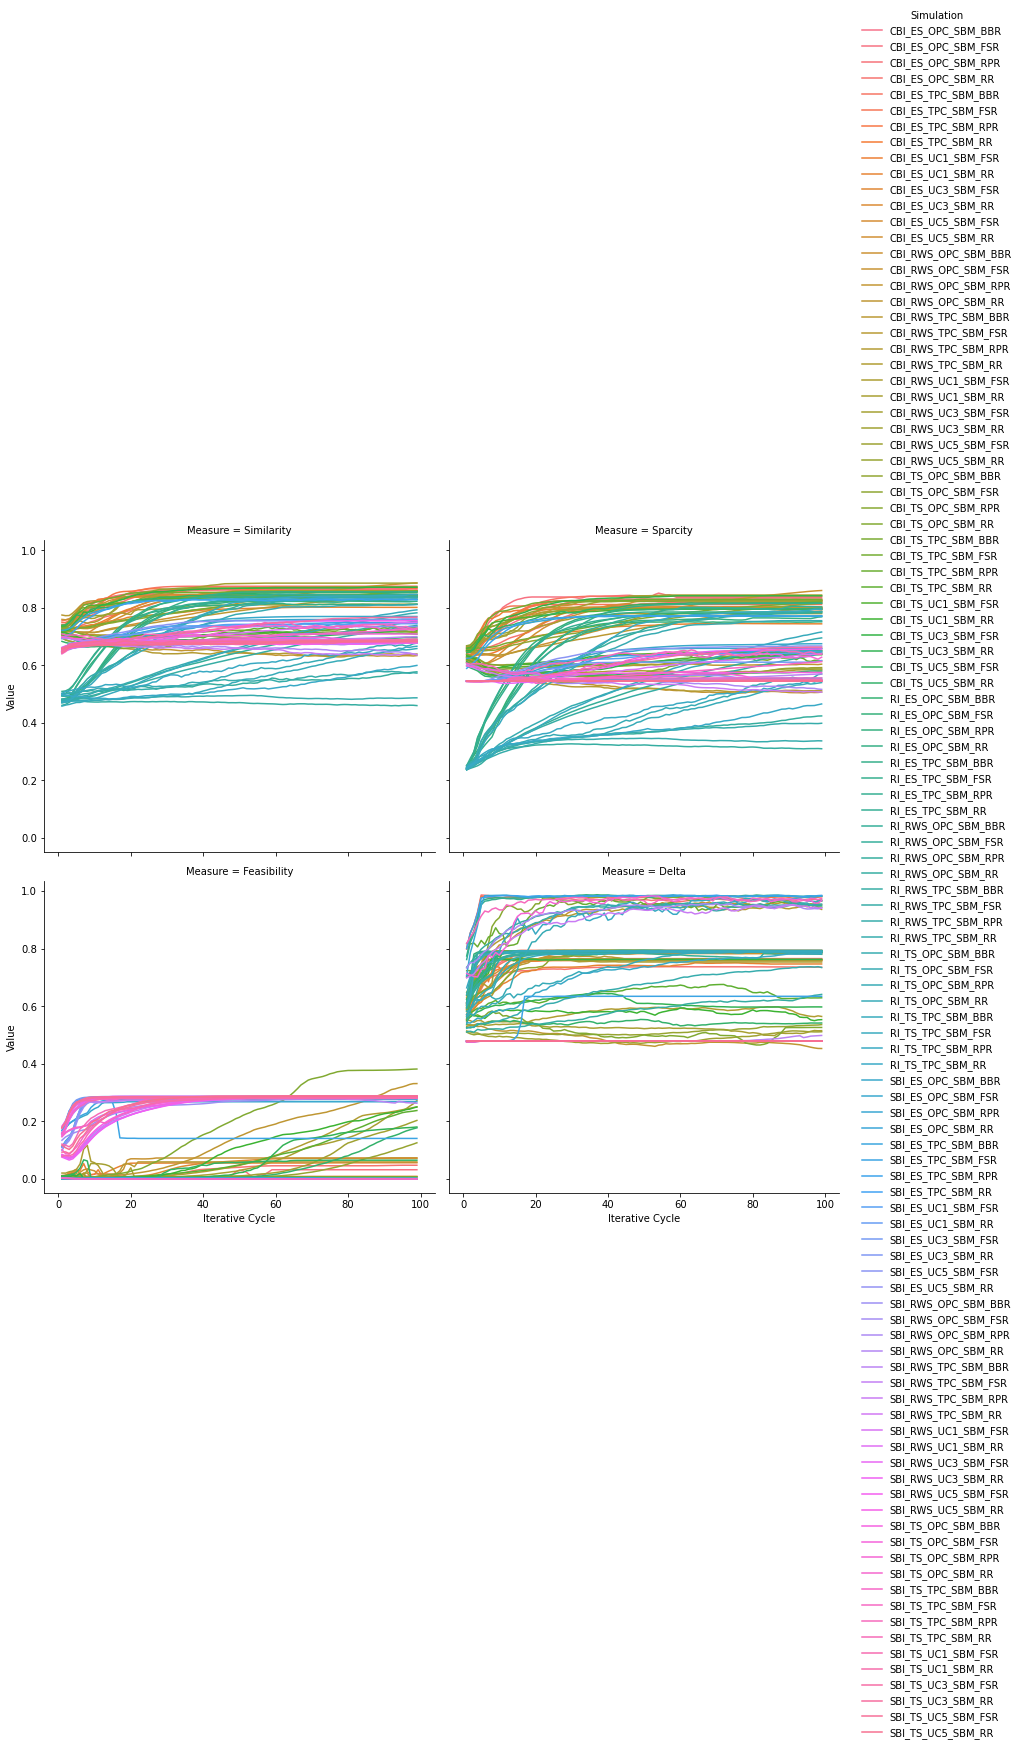 Simulation
CBI_ES_OPC_SBM_BBR
CBI_ES_OPC_SBM_FSR
CBI_ES_OPC_SBM_RPR
CBI_ES_OPC_SBM_RR
CBI_ES_TPC_SBM_BBR
CBI_ES_TPC_SBM_FSR
CBI_ES_TPC_SBM_RPR
CBI_ES_TPC_SBM_RR
CBI_ES_UC1_SBM_FSR
CBI_ES_UC1_SBM_RR
CBI_ES_UC3_SBM_FSR
CBI_ES_UC3_SBM_RR
CBI_ES_UC5_SBM_FSR
CBI_ES_UC5_SBM_RR
CBI_RWS_OPC_SBM_BBR
CBI_RWS_OPC_SBM_FSR
CBI_RWS_OPC_SBM_RPR
CBI_RWS_OPC_SBM_RR
CBI_RWS_TPC_SBM_BBR
CBI_RWS_TPC_SBM_FSR
CBI_RWS_TPC_SBM_RPR
CBI_RWS_TPC_SBM_RR
CBI_RWS_UC1_SBM_FSR
CBI_RWS_UC1_SBM_RR
CBI_RWS_UC3_SBM_FSR
CBI_RWS_UC3_SBM_RR
CBI_RWS_UC5_SBM_FSR
CBI_RWS_UC5_SBM_RR
CBI_TS_OPC_SBM_BBR
CBI_TS_OPC_SBM_FSR
CBI_TS_OPC_SBM_RPR
CBI_TS_OPC_SBM_RR
CBI_TS_TPC_SBM_BBR
CBI_TS_TPC_SBM_FSR
CBI_TS_TPC_SBM_RPR
CBI_TS_TPC_SBM_RR
CBI_TS_UC1_SBM_FSR
CBI_TS_UC1_SBM_RR
CBI_TS_UC3_SBM_FSR
CBI_TS_UC3_SBM_RR
CBI_TS_UC5_SBM_FSR
CBI_TS_UC5_SBM_RR
RI_ES_OPC_SBM_BBR
RI_ES_OPC_SBM_FSR
RI_ES_OPC_SBM_RPR
RI_ES_OPC_SBM_RR
RI_ES_TPC_SBM_BBR
RI_ES_TPC_SBM_FSR
RI_ES_TPC_SBM_RPR
RI_ES_TPC_SBM_RR
RI_RWS_OPC_SBM_BBR
RI_RWS_OPC_SBM_FSR
RI_RWS_OPC_SBM_RPR
RI_RWS_OPC_SBM_RR
RI_RWS_TPC_SBM_BBR
RI_RWS_TPC_SBM_FSR
RI_RWS_TPC_SBM_RPR
RI_RWS_TPC_SBM_RR
RI_TS_OPC_SBM_BBR
RI_TS_OPC_SBM_FSR
RI_TS_OPC_SBM_RPR
RI_TS_OPC_SBM_RR
RI_TS_TPC_SBM_BBR
RI_TS_TPC_SBM_FSR
RI_TS_TPC_SBM_RPR
RI_TS_TPC_SBM_RR
SBI_ES_OPC_SBM_BBR
SBI_ES_OPC_SBM_FSR
SBI_ES_OPC_SBM_RPR
SBI_ES_OPC_SBM_RR
SBI_ES_TPC_SBM_BBR
SBI_ES_TPC_SBM_FSR
SBI_ES_TPC_SBM_RPR
SBI_ES_TPC_SBM_RR
SBI_ES_UC1_SBM_FSR
SBI_ES_UC1_SBM_RR
SBI_ES_UC3_SBM_FSR
SBI_ES_UC3_SBM_RR
SBI_ES_UC5_SBM_FSR
SBI_ES_UC5_SBM_RR
SBI_RWS_OPC_SBM_BBR
SBI_RWS_OPC_SBM_FSR
SBI_RWS_OPC_SBM_RPR
SBI_RWS_OPC_SBM_RR
SBI_RWS_TPC_SBM_BBR
SBI_RWS_TPC_SBM_FSR
SBI_RWS_TPC_SBM_RPR
SBI_RWS_TPC_SBM_RR
SBI_RWS_UC1_SBM_FSR
SBI_RWS_UC1_SBM_RR
SBI_RWS_UC3_SBM_FSR
SBI_RWS_UC3_SBM_RR
SBI_RWS_UC5_SBM_FSR
SBI_RWS_UC5_SBM_RR
SBI_TS_OPC_SBM_BBR
SBI_TS_OPC_SBM_FSR
SBI_TS_OPC_SBM_RPR
SBI_TS_OPC_SBM_RR
SBI_TS_TPC_SBM_BBR
SBI_TS_TPC_SBM_FSR
SBI_TS_TPC_SBM_RPR
SBI_TS_TPC_SBM_RR
SBI_TS_UC1_SBM_FSR
SBI_TS_UC1_SBM_RR
SBI_TS_UC3_SBM_FSR
SBI_TS_UC3_SBM_RR
SBI_TS_UC5_SBM_FSR
SBI_TS_UC5_SBM_RR
Measure = Similarity
Measure = Sparcity
1.0
0.8
0.6
0.4
0.2
0.0
Value
Measure = Feasibility
Measure = Delta
1.0
0.8
0.6
0.4
0.2
0.0
Value
0 20 40 60 80 100
0 20 40 60 80 100
Iterative Cycle
Iterative Cycle